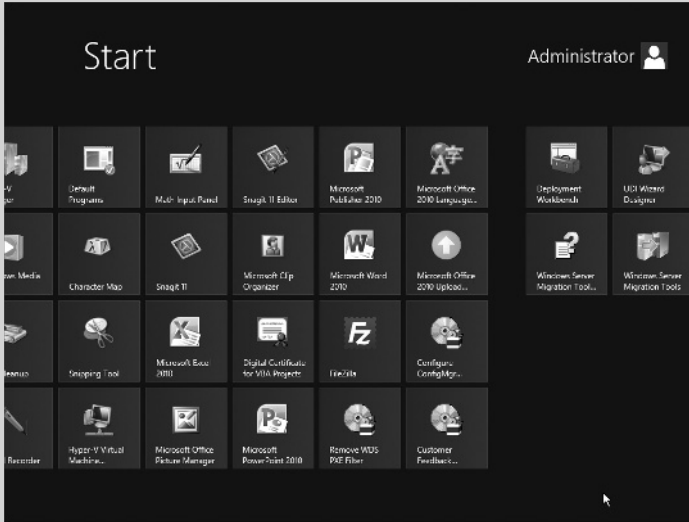 Start
Administrator
-V
Default
Programs
Math Input Panel
Snagit 11 Editor
Microsoft
Publisher 2010
Microsoft Office
2010 Language...
Deployment
Workbench
UDI Wizard
Designer
ows Media
Character Map
Snagit 11
Microsoft Clip
Organizer
Microsoft Word
2010
Microsoft Office
2010 Upload...
Windows Server
Migration Tool...
Windows Server
Migration Tools
leanup
Snipping Tool
Microsoft Excel
2010
Digital Certificate
for VBA Projects
FileZilla
Configure
ConfigMgr...
Recorder
Hyper-V Virtual
Machine...
Microsoft Office
Picture Manager
Microsoft
PowerPoint 2010
Remove WDS
PXE Filter
Customer
Feedback...